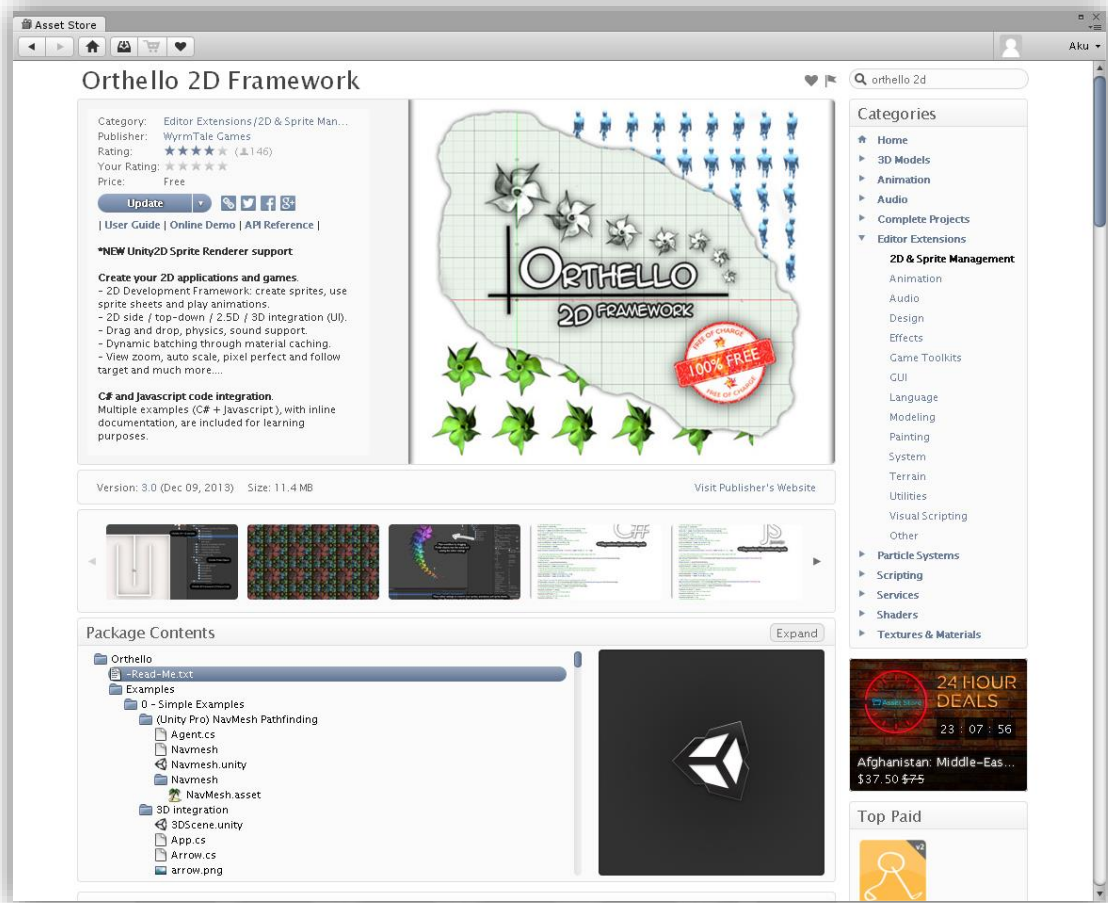 Asset Store
Aku
Orthello 2D Framework
orthello 2d
Category: Editor Extensions/2D & Sprite Man...
Publisher: WyrmTale Games
Rating: (146)
Your Rating:
Price: Free
Update
| User Guide | Online Demo | API Reference |
*NEW Unity2D Sprite Renderer support
Create your 2D applications and games.
- 2D Development Framework: create sprites, use
sprite sheets and play animations.
- 2D side / top-down / 2.5D / 3D integration (UI).
- Drag and drop, physics, sound support.
- Dynamic batching through material caching.
- View zoom, auto scale, pixel perfect and follow
target and much more....
C# and Javascript code integration.
Multiple examples (C# + Javascript ), with inline
documentation, are included for learning
purposes.
ORTHELLO
2D FRAMEWORK
FREE OF CHARGE
100% FREE
FREE OF CHARGE
Version: 3.0 (Dec 09, 2013) Size: 11.4 MB
Visit Publisher's Website
C#
JS
Package Contents
Expand
Orthello
-Read-Me.txt
Examples
0 - Simple Examples
(Unity Pro) NavMesh Pathfinding
Agent.cs
Navmesh
Navmesh.unity
Navmesh
NavMesh.asset
3D integration
3DScene.unity
App.cs
Arrow.cs
arrow.png
Categories
Home
3D Models
Animation
Audio
Complete Projects
Editor Extensions
2D & Sprite Management
Animation
Audio
Design
Effects
Game Toolkits
GUI
Language
Modeling
Painting
System
Terrain
Utilities
Visual Scripting
Other
Particle Systems
Scripting
Services
Shaders
Textures & Materials
Asset Store
24 HOUR
DEALS
23 : 07 : 56
Afghanistan: Middle-Eas...
$37.50 $75
Top Paid
v2